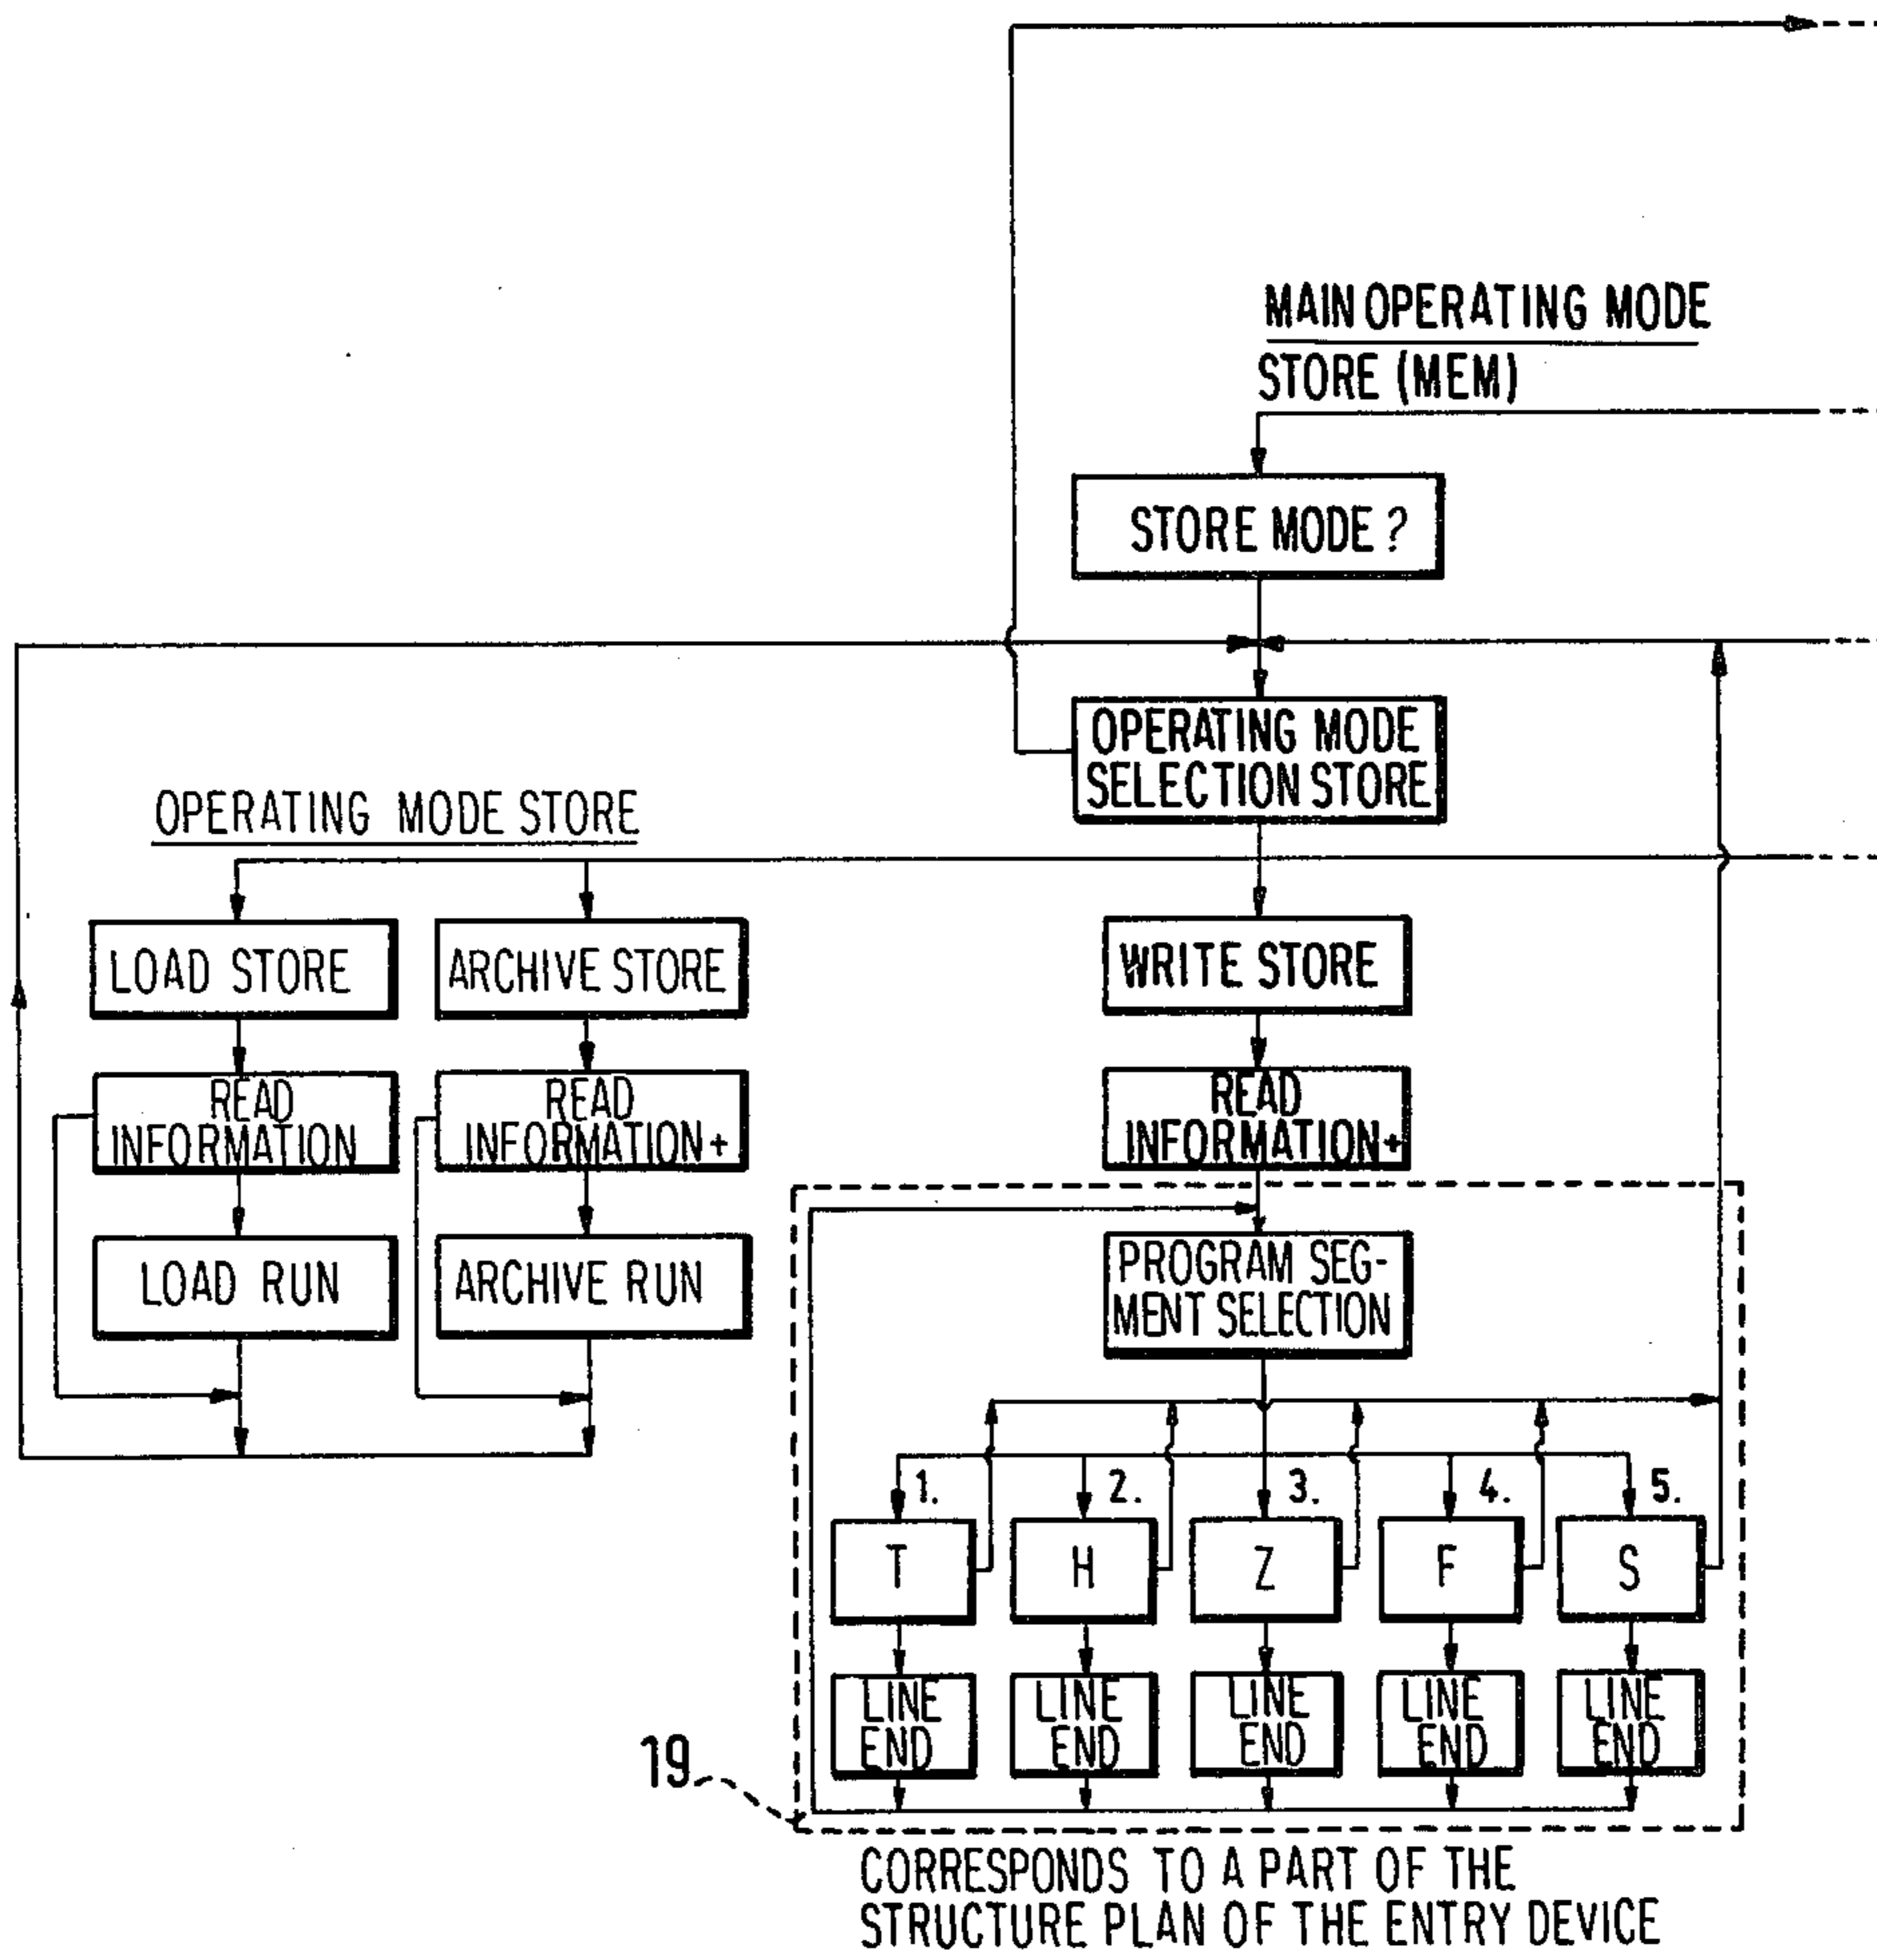 MAIN OPERATING MODE
STORE (MEM)
STORE MODE?
OPERATING MODE
SELECTION STORE
OPERATING MODE STORE
LOAD STORE
ARCHIVE STORE
WRITE STORE
READ
INFORMATION
READ
INFORMATION+
READ
INFORMATION+
LOAD RUN
ARCHIVE RUN
PROGRAM SEG-
MENT SELECTION
1.
2.
3.
4.
5.
T
H
Z
F
S
LINE
END
LINE
END
LINE
END
LINE
END
LINE
END
19
CORRESPONDS TO A PART OF THE
STRUCTURE PLAN OF THE ENTRY DEVICE